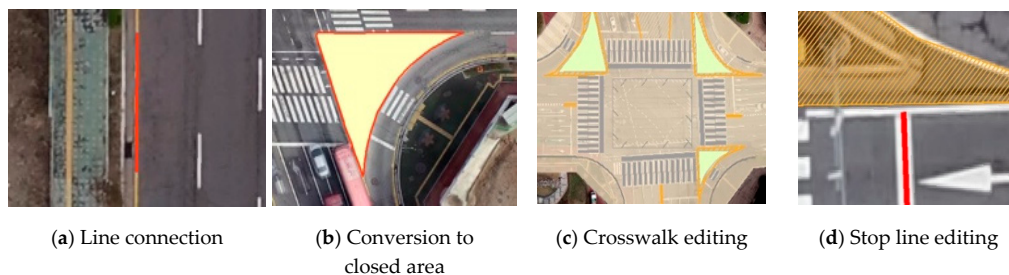 (a) Line connection
(b) Conversion to
closed area
(c) Crosswalk editing
(d) Stop line editing